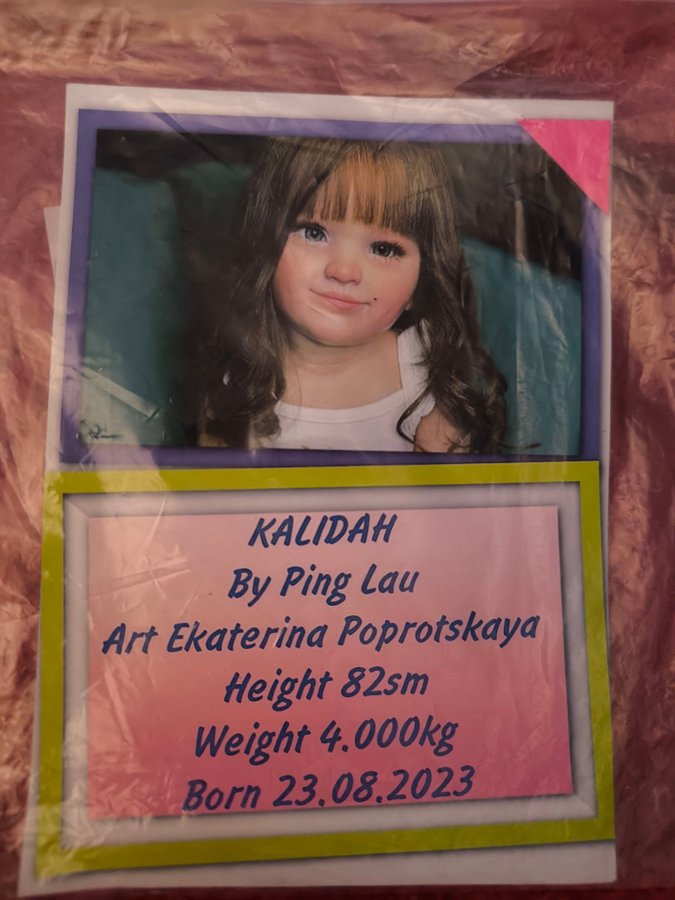 KALIDAH
By Ping Lau
Art Ekaterina Poprotskaya
Height 82sm
Weight 4.000kg
Born 23.08.2023